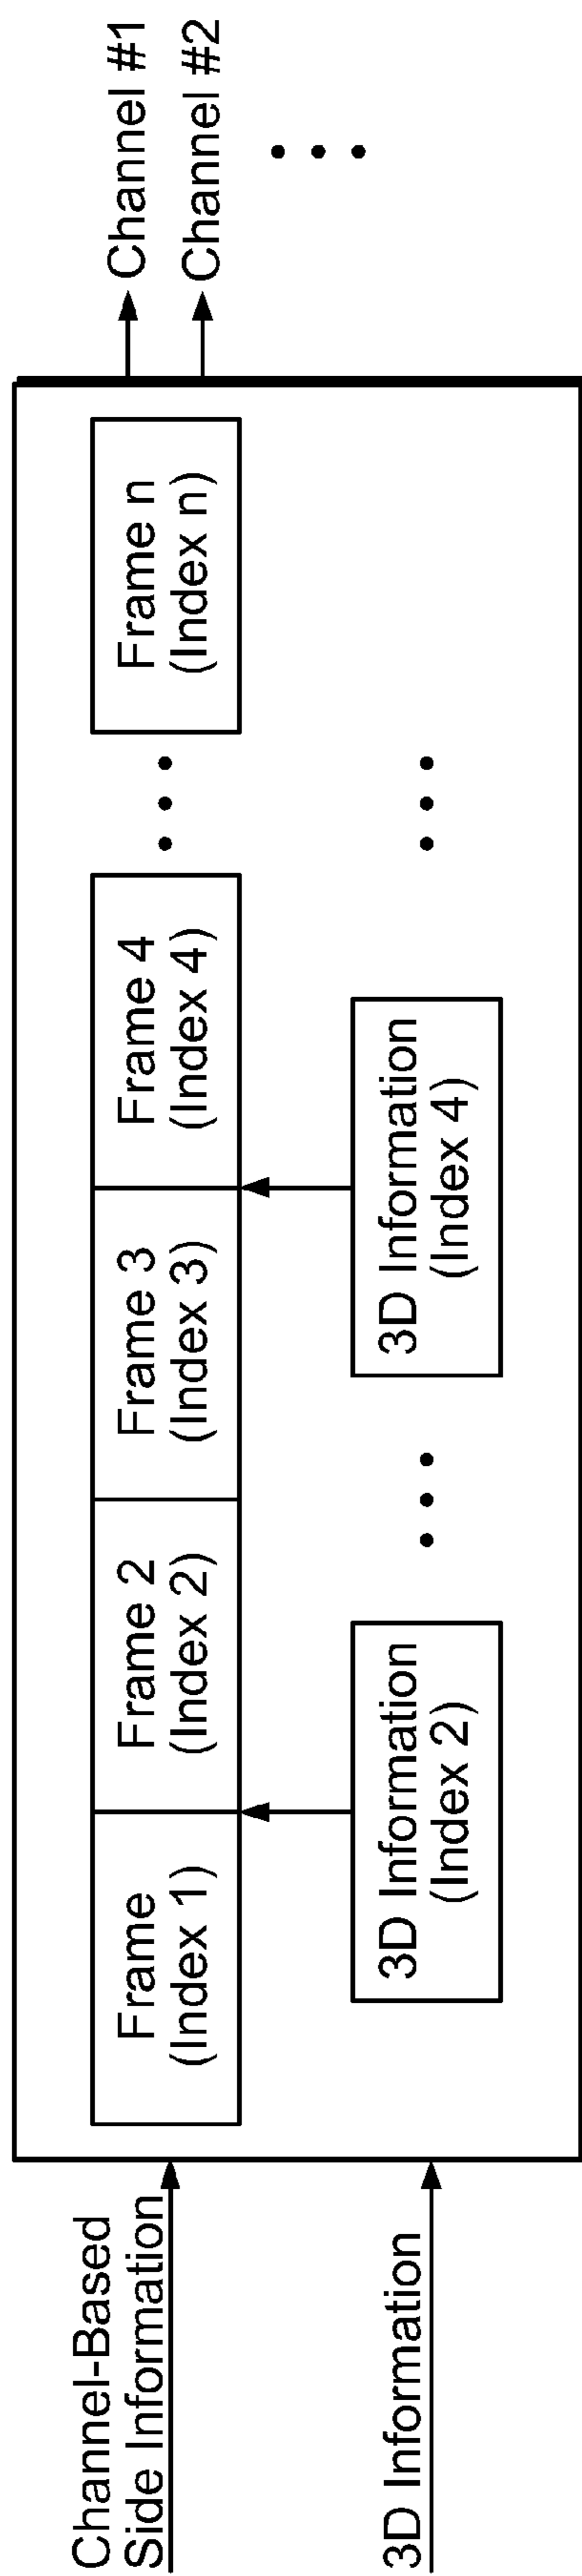 Channel-Based
Side Information
3D Information
Frame
(Index 1)
Frame 2
(Index 2)
Frame 3
(Index 3)
Frame 4
(Index 4)
Frame n
(Index n)
3D Information
(Index 2)
3D Information
(Index 4)
Channel #1
Channel #2